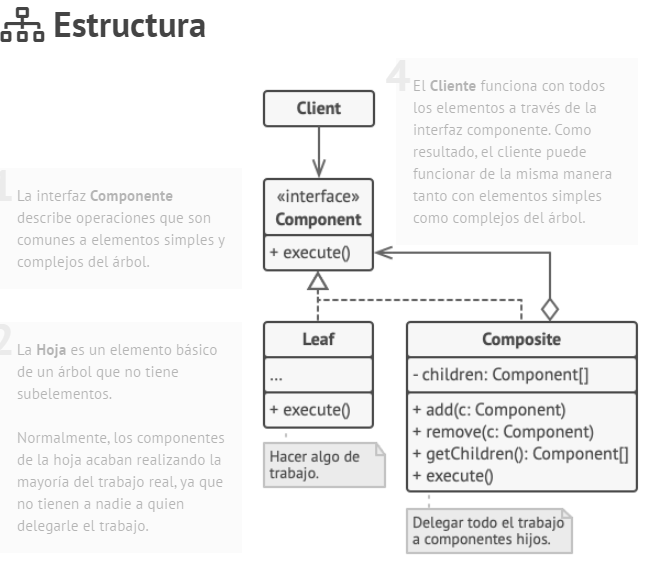 Estructura
4
El Cliente funciona con todos
los elementos a través de la
interfaz componente. Como
resultado, el cliente puede
funcionar de la misma manera
tanto con elementos simples
como complejos del árbol.
Client
1
La interfaz Componente
describe operaciones que son
comunes a elementos simples y
complejos del árbol.
«interface»
Component
+ execute()
2
La Hoja es un elemento básico
de un árbol que no tiene
subelementos.
Normalmente, los componentes
de la hoja acaban realizando la
mayoría del trabajo real, ya que
no tienen a nadie a quien
delegarle el trabajo.
Leaf
...
+ execute()
Hacer algo de
trabajo.
Composite
- children: Component[]
+ add(c: Component)
+ remove(c: Component)
+ getChildren(): Component[]
+ execute()
Delegar todo el trabajo
a componentes hijos.